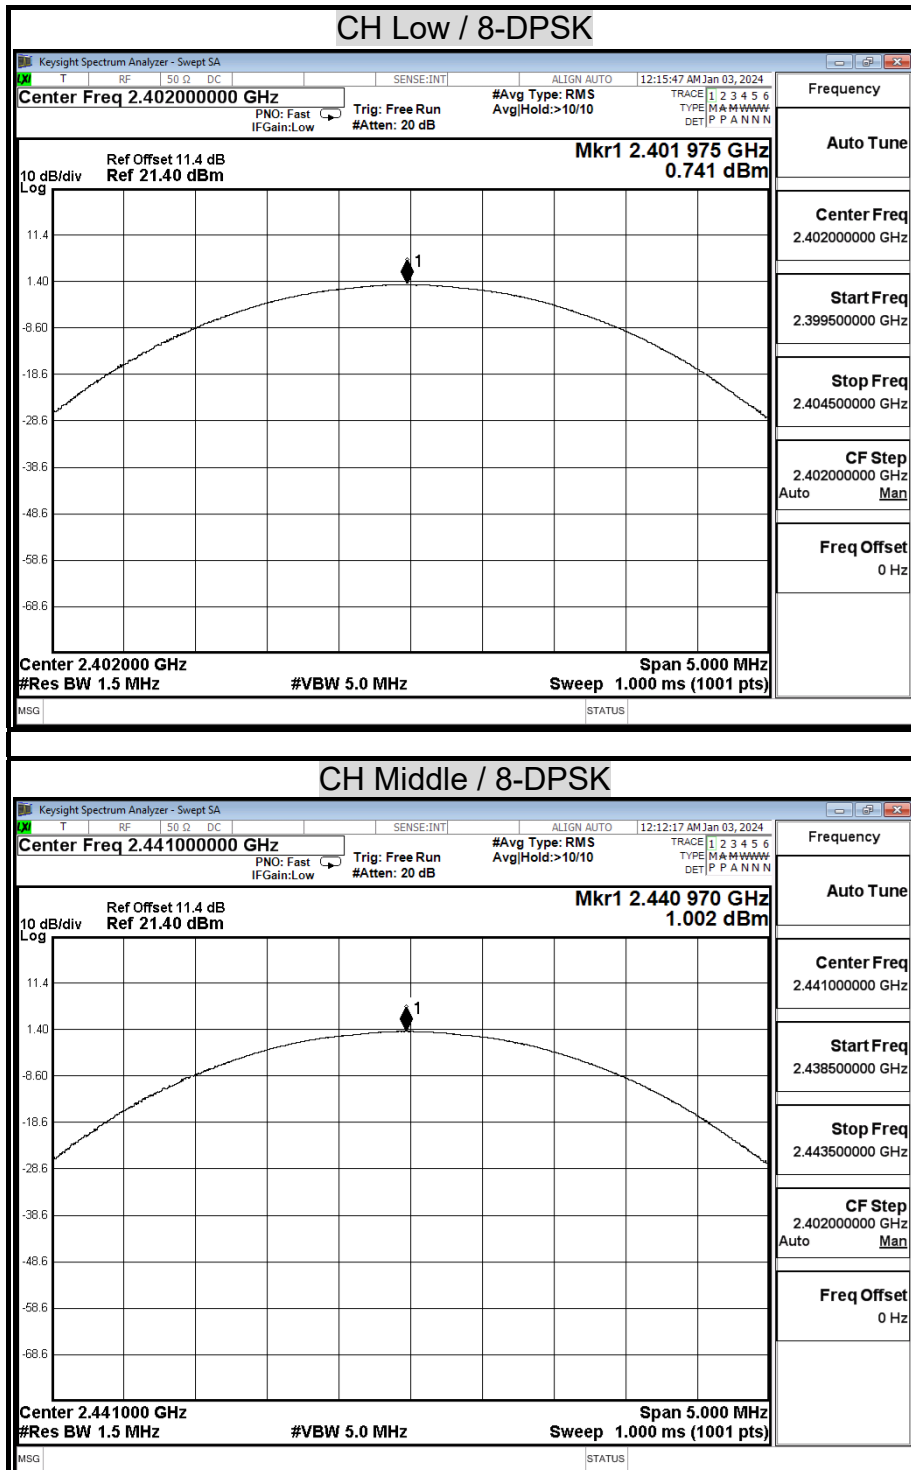 CH Low / 8-DPSK
Keysight Spectrum Analyzer - Swept SA
LXI T RF 50 Ω DC SENSE:INT ALIGN AUTO 12:15:47 AM Jan 03, 2024
Center Freq 2.402000000 GHz #Avg Type: RMS TRACE 1 2 3 4 5 6
PNO: Fast Trig: Free Run Avg|Hold:>10/10 TYPE M A M W W W W
IFGain:Low #Atten: 20 dB DET P P A N N N
Frequency
Auto Tune
Mkr1 2.401 975 GHz
Ref Offset 11.4 dB
10 dB/div Ref 21.40 dBm 0.741 dBm
Log
1
11.4
1.40
-8.60
-18.6
-28.6
-38.6
-48.6
-58.6
-68.6
Center Freq
2.402000000 GHz
Start Freq
2.399500000 GHz
Stop Freq
2.404500000 GHz
CF Step
2.402000000 GHz
Auto Man
Freq Offset
0 Hz
Center 2.402000 GHz Span 5.000 MHz
#Res BW 1.5 MHz #VBW 5.0 MHz Sweep 1.000 ms (1001 pts)
MSG STATUS
CH Middle / 8-DPSK
Keysight Spectrum Analyzer - Swept SA
LXI T RF 50 Ω DC SENSE:INT ALIGN AUTO 12:12:17 AM Jan 03, 2024
Center Freq 2.441000000 GHz #Avg Type: RMS TRACE 1 2 3 4 5 6
PNO: Fast Trig: Free Run Avg|Hold:>10/10 TYPE M A M W W W W
IFGain:Low #Atten: 20 dB DET P P A N N N
Frequency
Auto Tune
Mkr1 2.440 970 GHz
Ref Offset 11.4 dB
10 dB/div Ref 21.40 dBm 1.002 dBm
Log
1
11.4
1.40
-8.60
-18.6
-28.6
-38.6
-48.6
-58.6
-68.6
Center Freq
2.441000000 GHz
Start Freq
2.438500000 GHz
Stop Freq
2.443500000 GHz
CF Step
2.402000000 GHz
Auto Man
Freq Offset
0 Hz
Center 2.441000 GHz Span 5.000 MHz
#Res BW 1.5 MHz #VBW 5.0 MHz Sweep 1.000 ms (1001 pts)
MSG STATUS